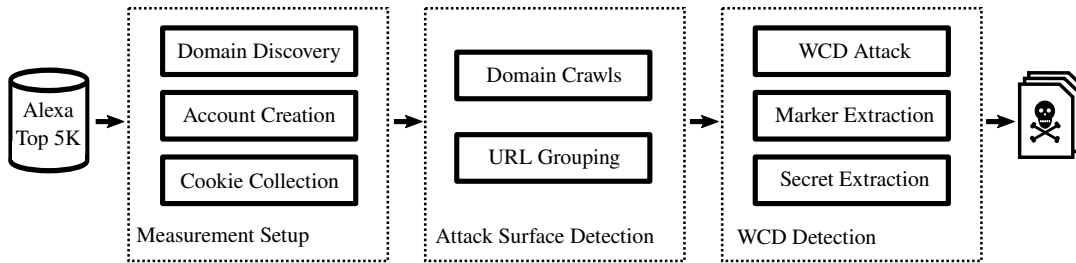 Alexa
Top 5K
Domain Discovery
Account Creation
Cookie Collection
Measurement Setup
Domain Crawls
URL Grouping
Attack Surface Detection
WCD Attack
Marker Extraction
Secret Extraction
WCD Detection